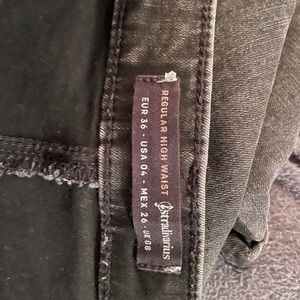 REGULAR HIGH WAIST stradivarius
EUR 36 - USA 04 - MEX 26 - UK 08